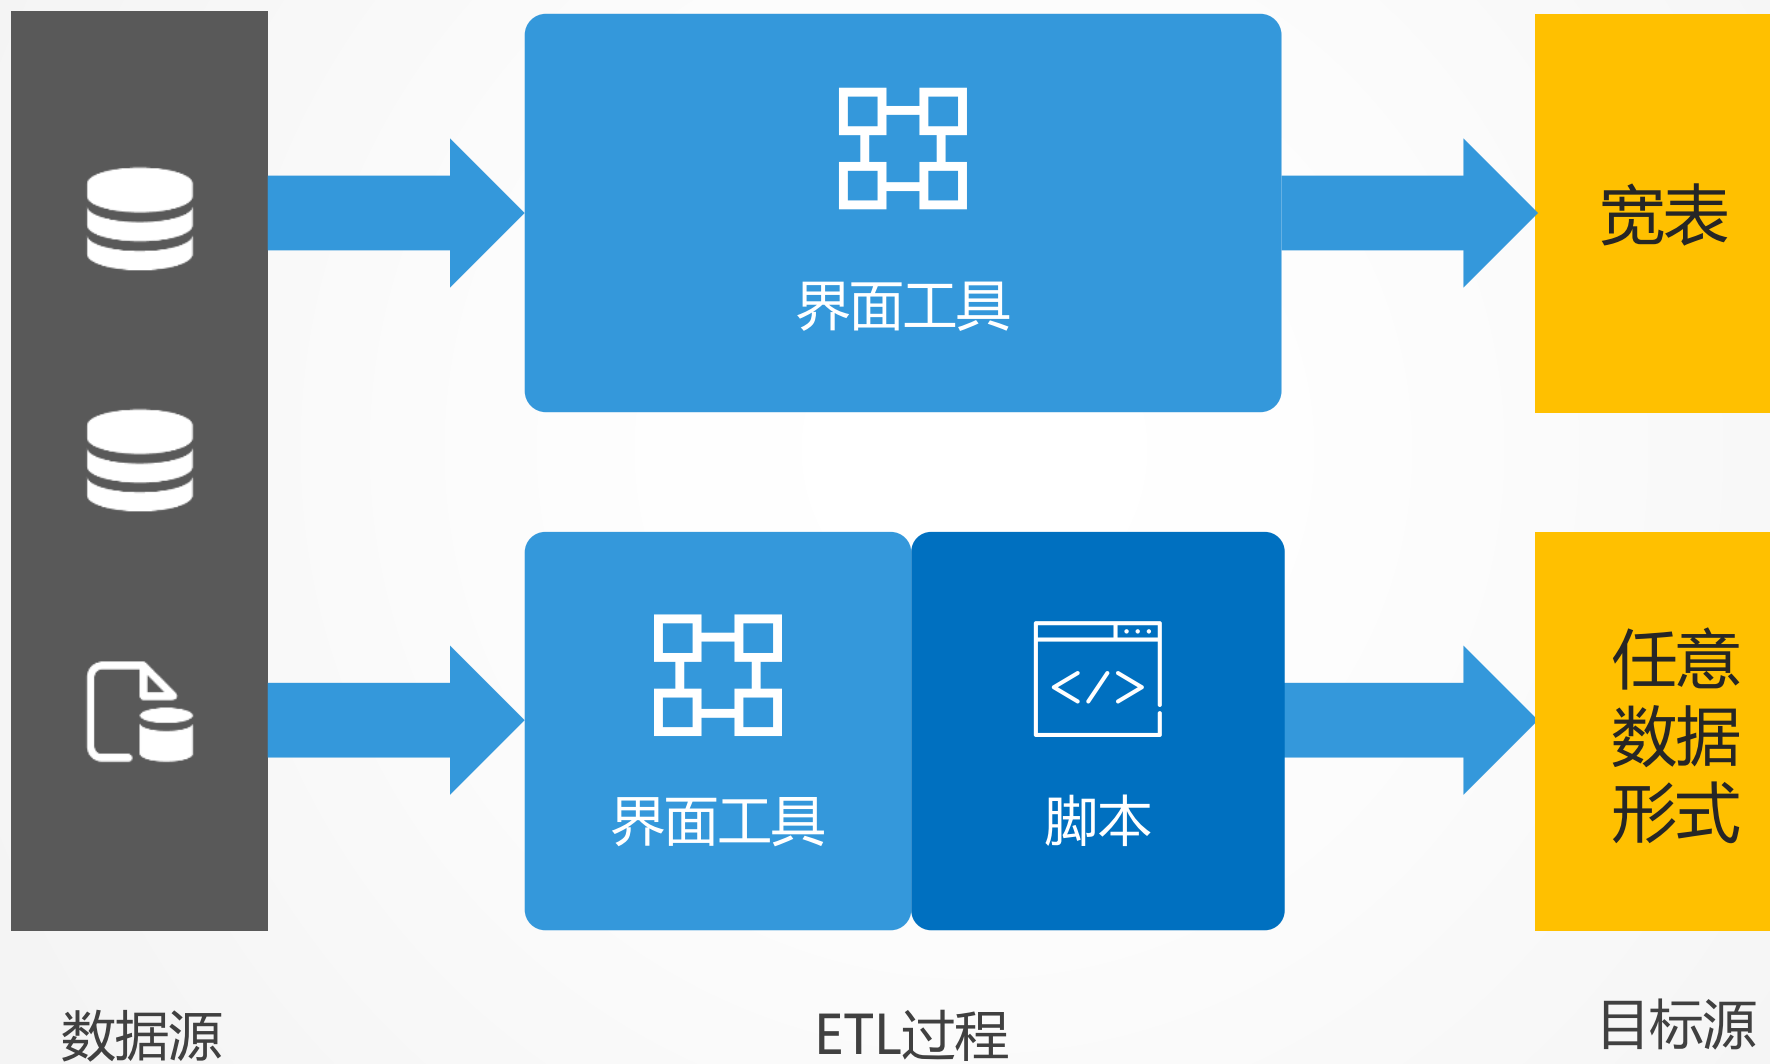 界面工具
宽表
界面工具
</>
脚本
任意
数据
形式
数据源
ETL过程
目标源